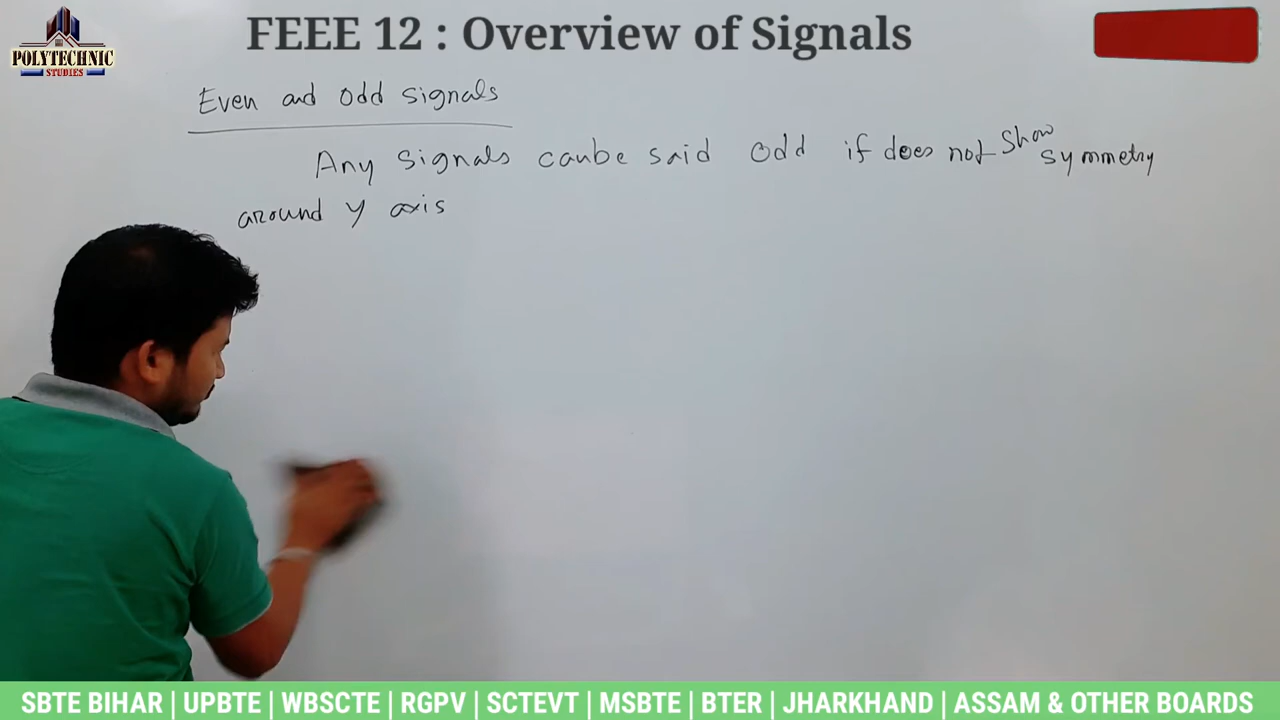 FEEE 12 : Overview of Signals
POLYTECHNIC
STUDIES
Even and odd signals
Any signals canbe said odd if does not show symmetry
around y axis
SBTE BIHAR | UPBTE | WBSCTE | RGPV | SCTEVT | MSBTE | BTER | JHARKHAND | ASSAM & OTHER BOARDS